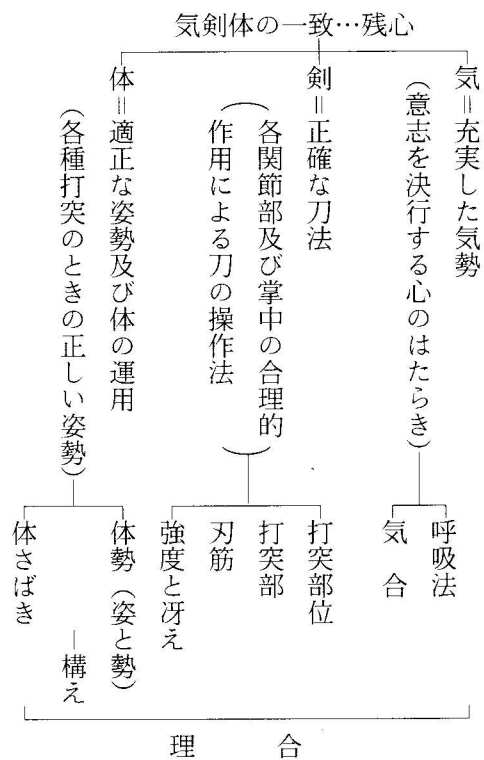 気剣体の一致…残心
気＝充実した気勢
（意志を決行する心のはたらき）
呼吸法
気合
剣＝正確な刀法
（各関節部及び掌中の合理的
作用による刀の操作法）
打突部位
打突部
刃筋
強度と冴え
体＝適正な姿勢及び体の運用
（各種打突のときの正しい姿勢）
体勢（姿と勢）
―構え
体さばき
理合